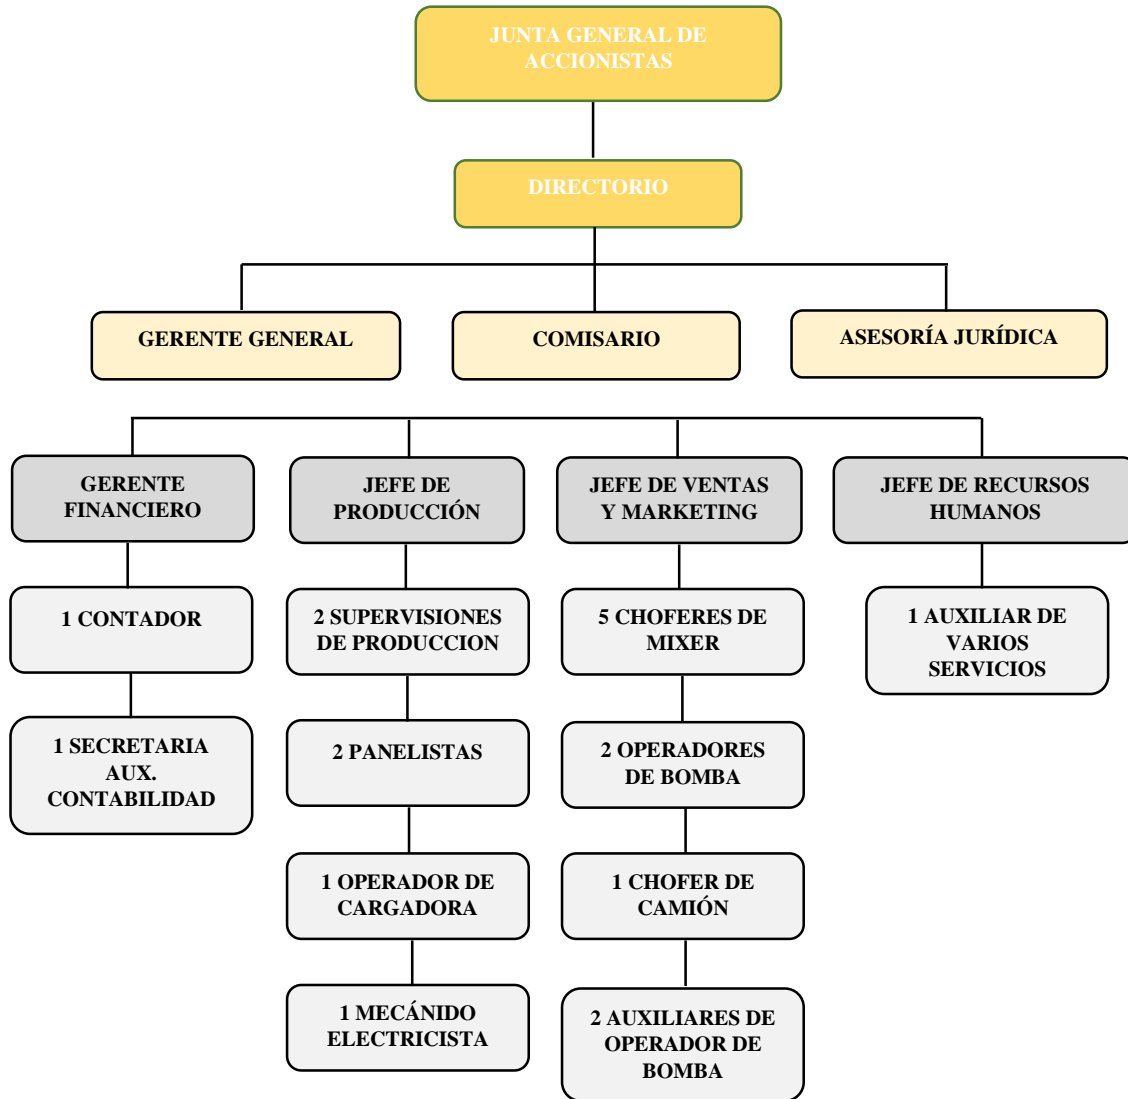 JUNTA GENERAL DE
ACCIONISTAS
DIRECTORIO
GERENTE GENERAL
COMISARIO
ASESORÍA JURÍDICA
GERENTE
FINANCIERO
JEFE DE
PRODUCCIÓN
JEFE DE VENTAS
Y MARKETING
JEFE DE RECURSOS
HUMANOS
1 CONTADOR
2 SUPERVISIONES
DE PRODUCCION
5 CHOFERES DE
MIXER
1 AUXILIAR DE
VARIOS
SERVICIOS
1 SECRETARIA
AUX.
CONTABILIDAD
2 PANELISTAS
2 OPERADORES
DE BOMBA
1 OPERADOR DE
CARGADORA
1 CHOFER DE
CAMIÓN
1 MECÁNIDO
ELECTRICISTA
2 AUXILIARES DE
OPERADOR DE
BOMBA